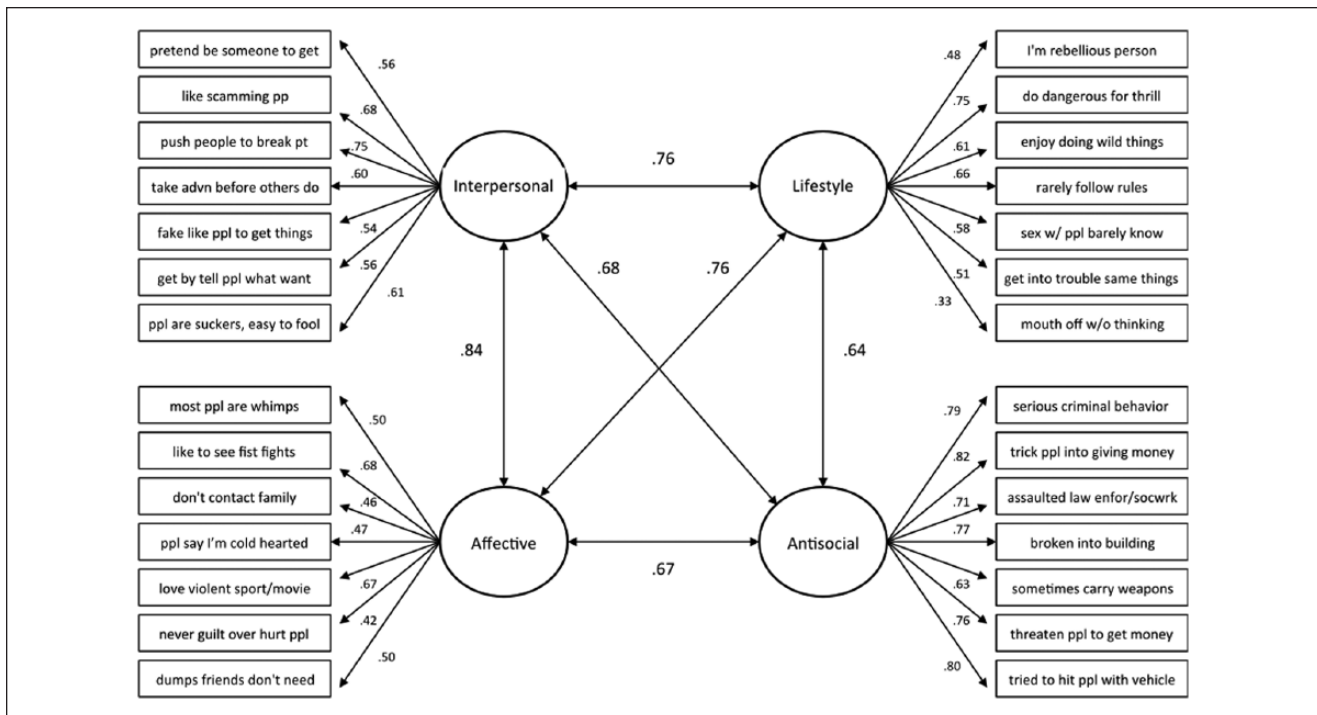 pretend be someone to get
like scamming pp
push people to break pt
take advn before others do
fake like ppl to get things
get by tell ppl what want
ppl are suckers, easy to fool
.56
.68
.75
.60
.54
.56
.61
Interpersonal
.76
Lifestyle
.48
.75
.61
.66
.58
.51
.33
I'm rebellious person
do dangerous for thrill
enjoy doing wild things
rarely follow rules
sex w/ ppl barely know
get into trouble same things
mouth off w/o thinking
.68
.76
.84
.64
most ppl are whimps
like to see fist fights
don't contact family
ppl say I'm cold hearted
love violent sport/movie
never guilt over hurt ppl
dumps friends don't need
.50
.68
.46
.47
.67
.42
.50
Affective
.67
Antisocial
.79
.82
.71
.77
.63
.76
.80
serious criminal behavior
trick ppl into giving money
assaulted law enfor/socwrk
broken into building
sometimes carry weapons
threaten ppl to get money
tried to hit ppl with vehicle